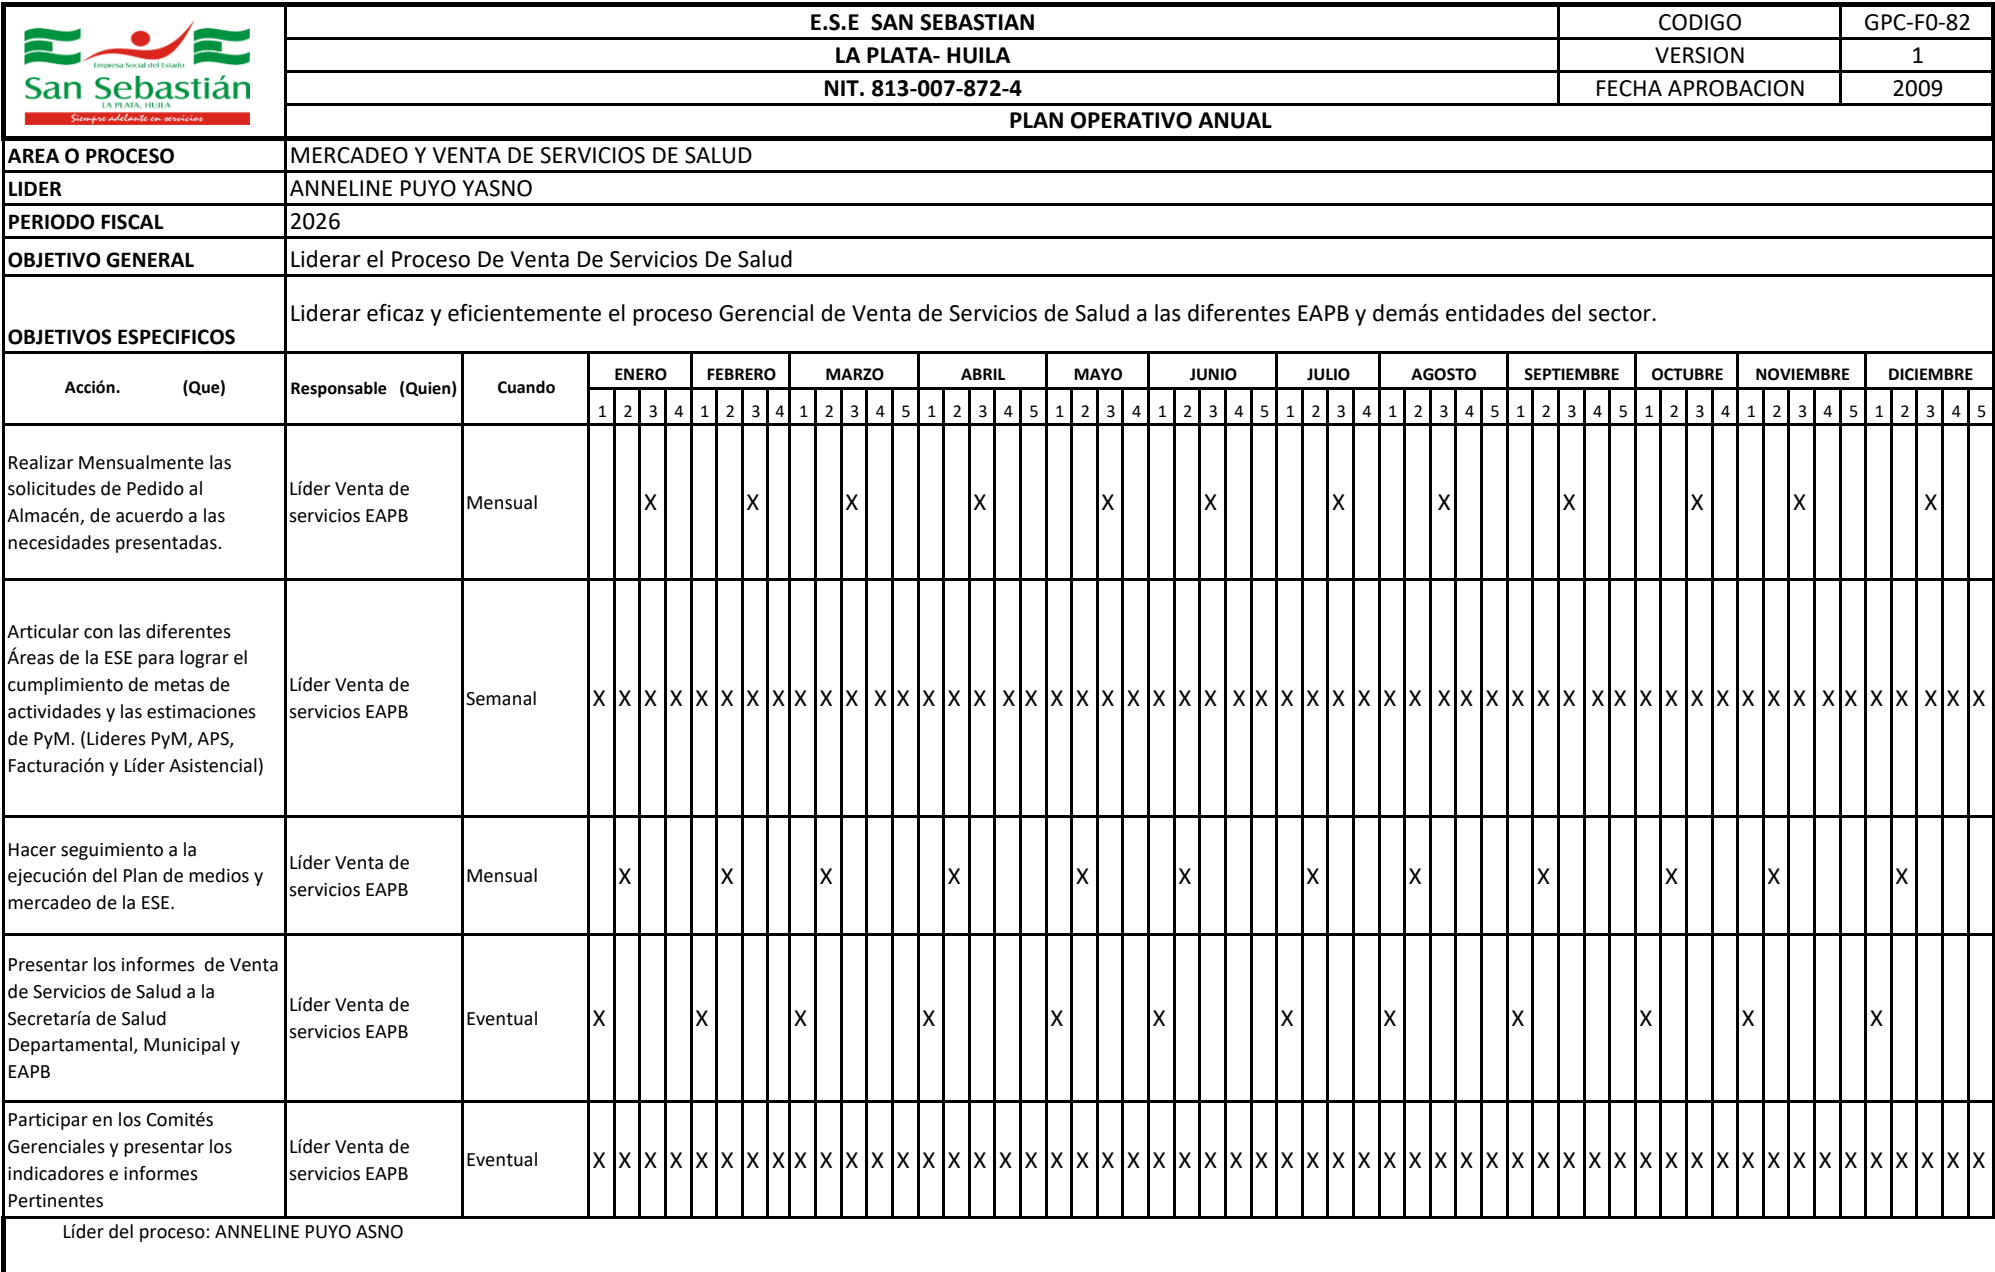 Empresa Social del Estado
San Sebastián
LA PLATA, HUILA
Siempre adelante en servicios
E.S.E SAN SEBASTIAN
CODIGO GPC-F0-82
LA PLATA- HUILA
VERSION 1
NIT. 813-007-872-4
FECHA APROBACION 2009
PLAN OPERATIVO ANUAL
AREA O PROCESO MERCADEO Y VENTA DE SERVICIOS DE SALUD
LIDER ANNELINE PUYO YASNO
PERIODO FISCAL 2026
OBJETIVO GENERAL Liderar el Proceso De Venta De Servicios De Salud
OBJETIVOS ESPECIFICOS Liderar eficaz y eficientemente el proceso Gerencial de Venta de Servicios de Salud a las diferentes EAPB y demás entidades del sector.
Acción. (Que) Responsable (Quien) Cuando ENERO FEBRERO MARZO ABRIL MAYO JUNIO JULIO AGOSTO SEPTIEMBRE OCTUBRE NOVIEMBRE DICIEMBRE
1 2 3 4 1 2 3 4 1 2 3 4 5 1 2 3 4 5 1 2 3 4 1 2 3 4 5 1 2 3 4 1 2 3 4 5 1 2 3 4 5 1 2 3 4 1 2 3 4 5 1 2 3 4 5
Realizar Mensualmente las
solicitudes de Pedido al
Almacén, de acuerdo a las
necesidades presentadas.
Líder Venta de
servicios EAPB
Mensual
X X X X X X X X X X X X
Articular con las diferentes
Áreas de la ESE para lograr el
cumplimiento de metas de
actividades y las estimaciones
de PyM. (Lideres PyM, APS,
Facturación y Líder Asistencial)
Líder Venta de
servicios EAPB
Semanal
X X X X X X X X X X X X X X X X X X X X X X X X X X X X X X X X X X X X X X X X X X X X X X X X X X X X X X X
Hacer seguimiento a la
ejecución del Plan de medios y
mercadeo de la ESE.
Líder Venta de
servicios EAPB
Mensual
X X X X X X X X X X X X
Presentar los informes de Venta
de Servicios de Salud a la
Secretaría de Salud
Departamental, Municipal y
EAPB
Líder Venta de
servicios EAPB
Eventual
X X X X X X X X X X X X
Participar en los Comités
Gerenciales y presentar los
indicadores e informes
Pertinentes
Líder Venta de
servicios EAPB
Eventual
X X X X X X X X X X X X X X X X X X X X X X X X X X X X X X X X X X X X X X X X X X X X X X X X X X X X X X X
Líder del proceso: ANNELINE PUYO ASNO